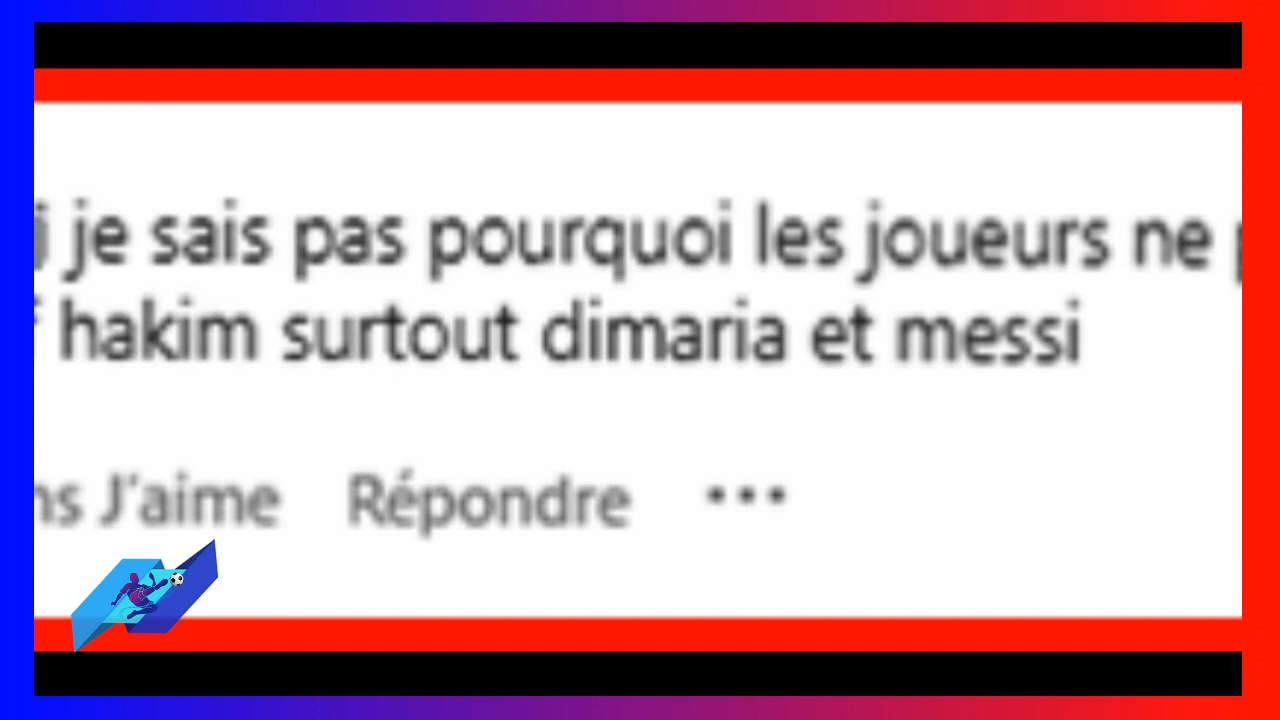 je sais pas pourquoi les joueurs ne
hakim surtout dimaria et messi
J'aime Répondre